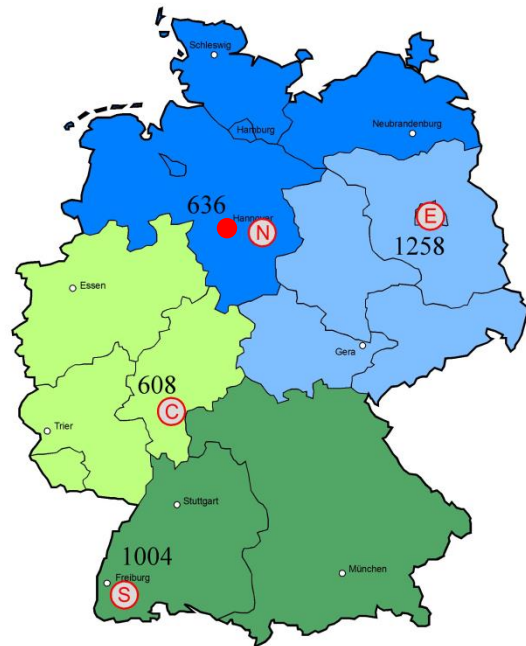 Schleswig
Hamburg
Neubrandenburg
636
Hannover
N
E
1258
Essen
Gera
608
C
Trier
Stuttgart
1004
Freiburg
S
München